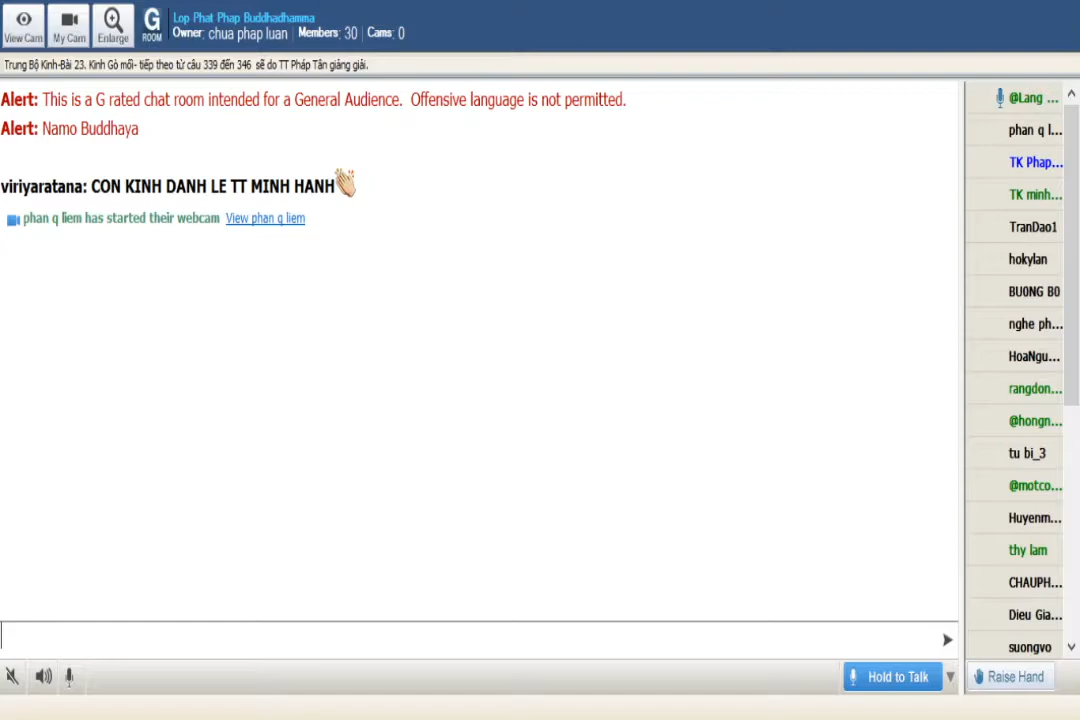 View Cam
My Cam
Enlarge
G
ROOM
Lop Phat Phap Buddhadhamma
Owner: chua phap luan | Members: 30 | Cams: 0
Trung Bộ Kinh-Bài 23. Kinh Gò mối- tiếp theo từ câu 339 đến 346 sẽ do TT Pháp Tân giảng giải.
Alert: This is a G rated chat room intended for a General Audience. Offensive language is not permitted.
Alert: Namo Buddhaya
viriyaratana: CON KINH DANH LE TT MINH HANH
phan q liem has started their webcam View phan q liem
@Lang ...
phan q l...
TK Phap...
TK minh...
TranDao1
hokylan
BU0NG B0
nghe ph...
HoaNgu...
rangdon...
@hongn...
tu bi_3
@motco...
Huyenm...
thy lam
CHAUPH...
Dieu Gia...
suongvo
Hold to Talk
Raise Hand